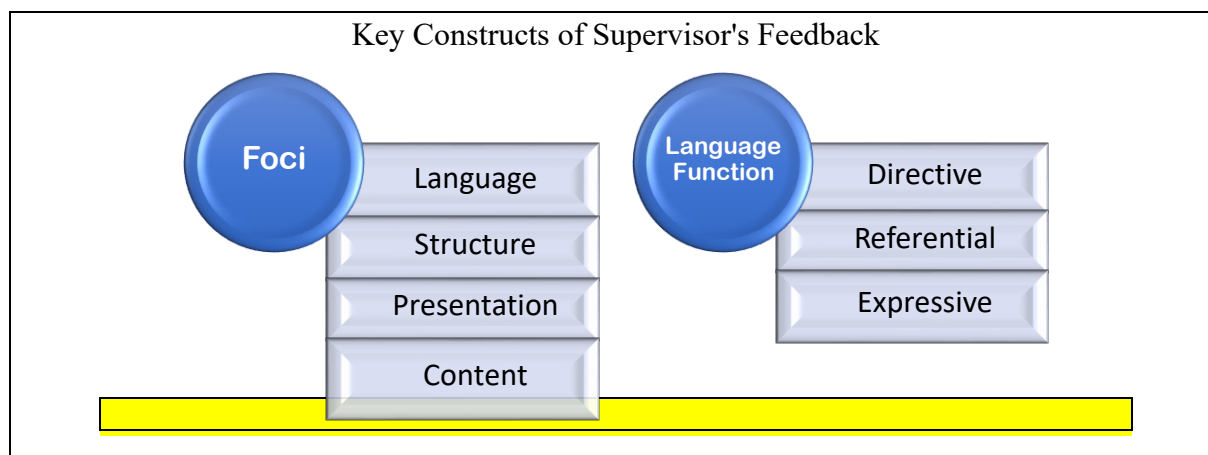 Key Constructs of Supervisor's Feedback
Foci
Language
Structure
Presentation
Content
Language
Function
Directive
Referential
Expressive